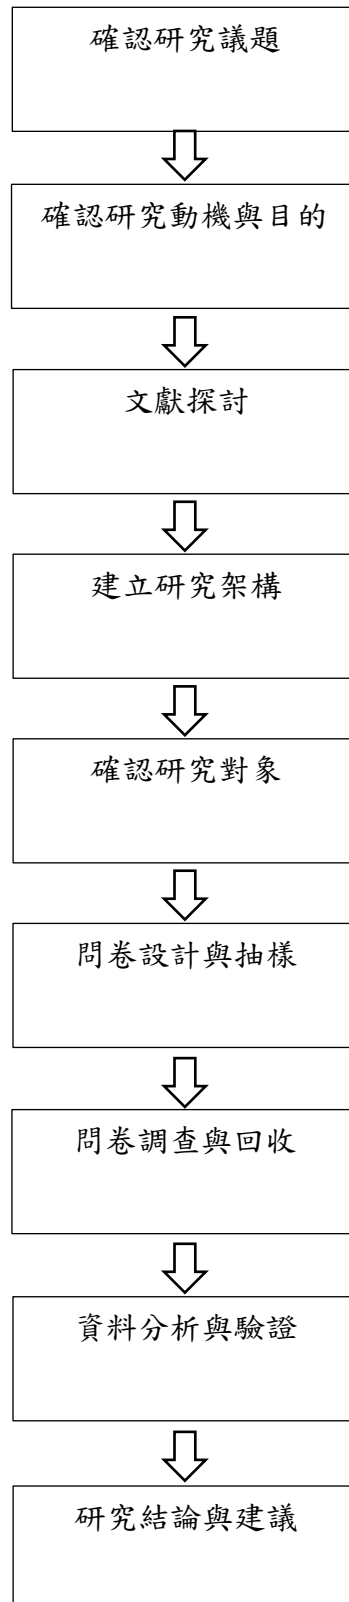 確認研究議題
確認研究動機與目的
文獻探討
建立研究架構
確認研究對象
問卷設計與抽樣
問卷調查與回收
資料分析與驗證
研究結論與建議